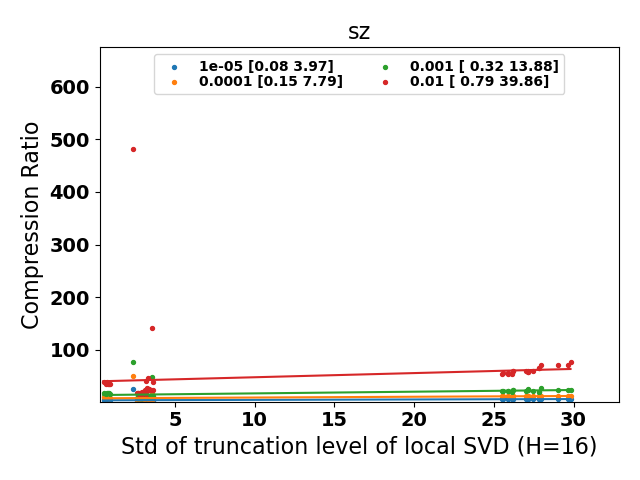 sz
1e-05 [0.08 3.97]
0.0001 [0.15 7.79]
0.001 [ 0.32 13.88]
0.01 [ 0.79 39.86]
Compression Ratio
600
500
400
300
200
100
5 10 15 20 25 30
Std of truncation level of local SVD (H=16)